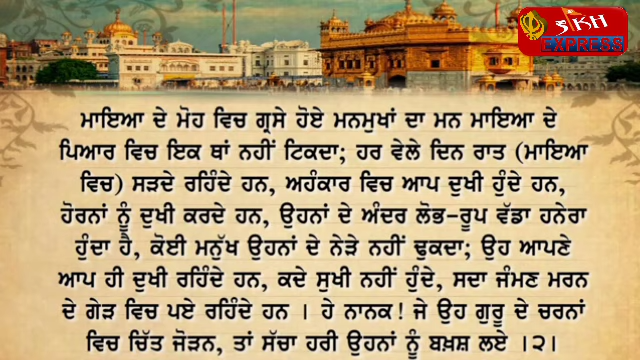 SIKH
EXPRESS
ਮਾਇਆ ਦੇ ਮੋਹ ਵਿਚ ਗ੍ਰਸੇ ਹੋਏ ਮਨਮੁਖਾਂ ਦਾ ਮਨ ਮਾਇਆ ਦੇ
ਪਿਆਰ ਵਿਚ ਇਕ ਥਾਂ ਨਹੀਂ ਟਿਕਦਾ; ਹਰ ਵੇਲੇ ਦਿਨ ਰਾਤ (ਮਾਇਆ
ਵਿਚ) ਸੜਦੇ ਰਹਿੰਦੇ ਹਨ, ਅਹੰਕਾਰ ਵਿਚ ਆਪ ਦੁਖੀ ਹੁੰਦੇ ਹਨ,
ਹੋਰਨਾਂ ਨੂੰ ਦੁਖੀ ਕਰਦੇ ਹਨ, ਉਹਨਾਂ ਦੇ ਅੰਦਰ ਲੋਭ-ਰੂਪ ਵੱਡਾ ਹਨੇਰਾ
ਹੁੰਦਾ ਹੈ, ਕੋਈ ਮਨੁੱਖ ਉਹਨਾਂ ਦੇ ਨੇੜੇ ਨਹੀਂ ਢੁਕਦਾ; ਉਹ ਆਪਣੇ
ਆਪ ਹੀ ਦੁਖੀ ਰਹਿੰਦੇ ਹਨ, ਕਦੇ ਸੁਖੀ ਨਹੀਂ ਹੁੰਦੇ, ਸਦਾ ਜੰਮਣ ਮਰਨ
ਦੇ ਗੇੜ ਵਿਚ ਪਏ ਰਹਿੰਦੇ ਹਨ । ਹੇ ਨਾਨਕ! ਜੇ ਉਹ ਗੁਰੂ ਦੇ ਚਰਨਾਂ
ਵਿਚ ਚਿੱਤ ਜੋੜਨ, ਤਾਂ ਸੱਚਾ ਹਰੀ ਉਹਨਾਂ ਨੂੰ ਬਖ਼ਸ਼ ਲਏ ।੨।